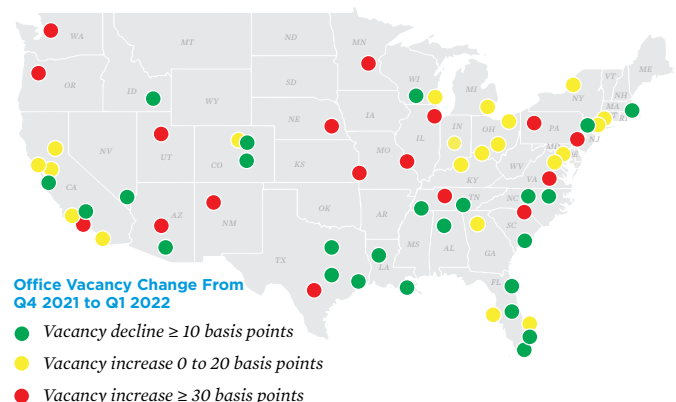 WA
MT
ND
MN
ME
VT
NH
OR
ID
SD
WI
MI
NY
MA
RI
WY
IA
PA
NE
IL
IN
OH
NJ
NV
UT
CO
KS
MO
WV
VA
KY
CA
AZ
NM
OK
AR
TN
NC
SC
MS
AL
GA
TX
LA
FL
Office Vacancy Change From
Q4 2021 to Q1 2022
Vacancy decline ≥ 10 basis points
Vacancy increase 0 to 20 basis points
Vacancy increase ≥ 30 basis points